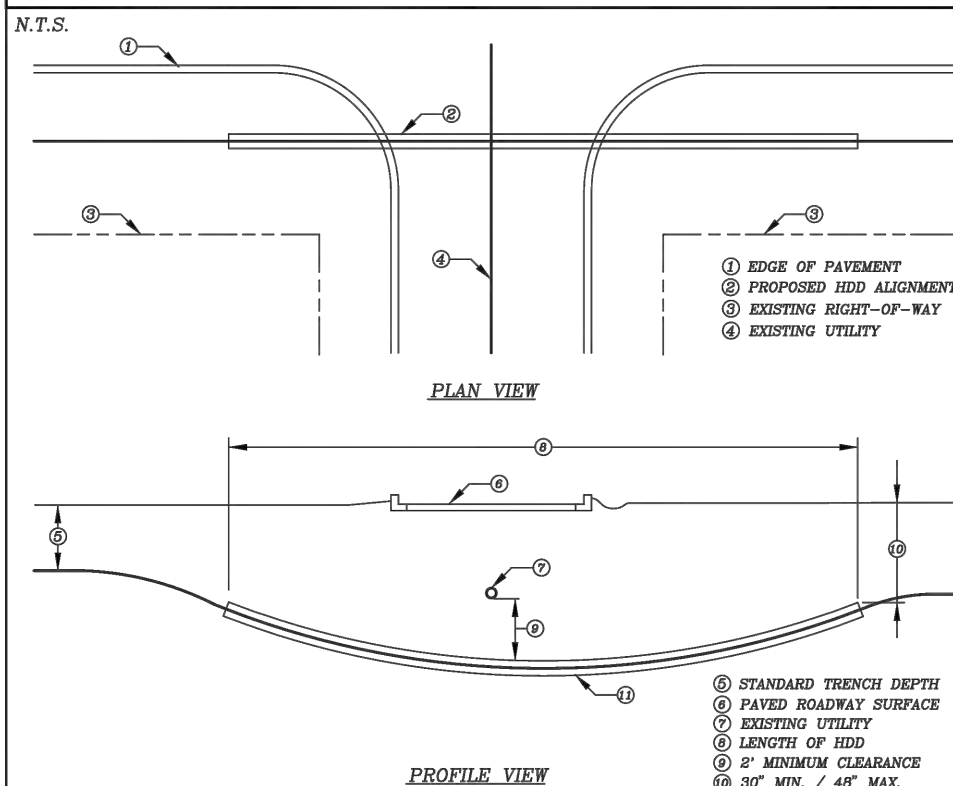 N.T.S.
1
2
3
3
4
1 EDGE OF PAVEMENT
2 PROPOSED HDD ALIGNMENT
3 EXISTING RIGHT-OF-WAY
4 EXISTING UTILITY
PLAN VIEW
8
6
5
10
7
9
11
5 STANDARD TRENCH DEPTH
6 PAVED ROADWAY SURFACE
7 EXISTING UTILITY
8 LENGTH OF HDD
9 2' MINIMUM CLEARANCE
10 30" MIN. / 48" MAX.
PROFILE VIEW